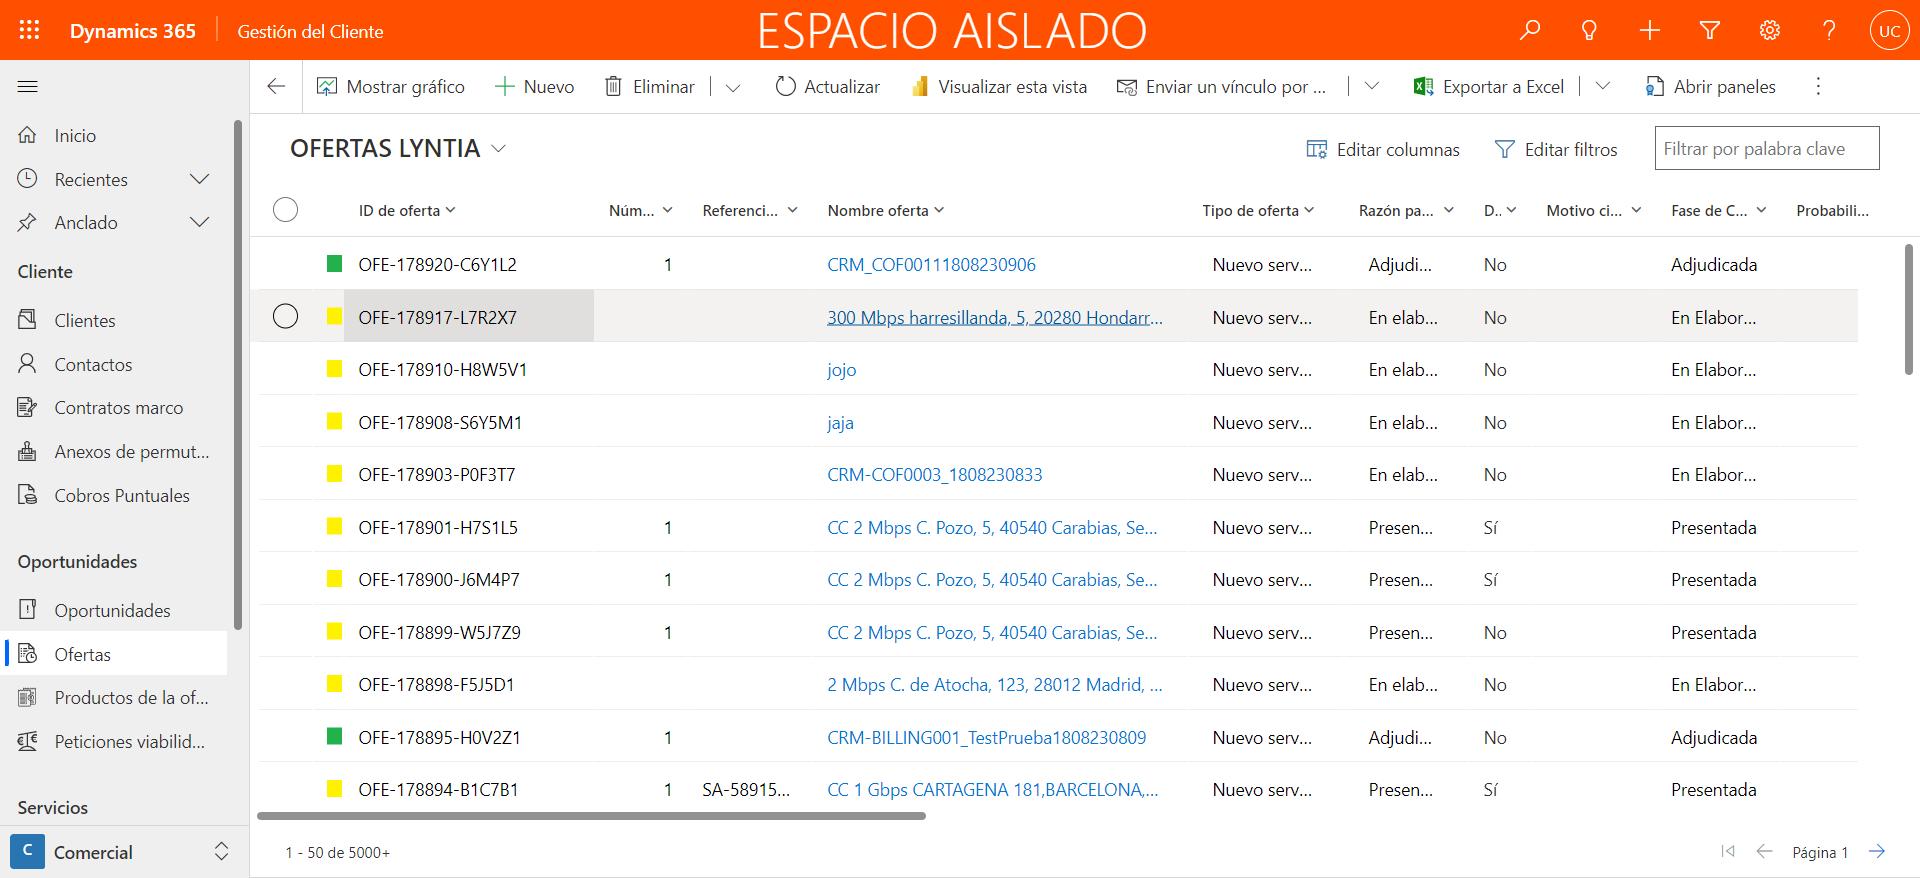 Dynamics 365
Gestión del Cliente
ESPACIO AISLADO
UC
Mostrar gráfico
Nuevo
Eliminar
Actualizar
Visualizar esta vista
Enviar un vínculo por ...
Exportar a Excel
Abrir paneles
Inicio
Recientes
Anclado
Cliente
Clientes
Contactos
Contratos marco
Anexos de permut...
Cobros Puntuales
Oportunidades
Oportunidades
Ofertas
Productos de la of...
Peticiones viabilid...
Servicios
C Comercial
OFERTAS LYNTIA
Editar columnas
Editar filtros
Filtrar por palabra clave
ID de oferta Núm... Referenci... Nombre oferta Tipo de oferta Razón pa... D.. Motivo ci... Fase de C... Probabili...
OFE-178920-C6Y1L2 1 CRM_COF00111808230906 Nuevo serv... Adjudi... No Adjudicada
OFE-178917-L7R2X7 300 Mbps harresillanda, 5, 20280 Hondarr... Nuevo serv... En elab... No En Elabor...
OFE-178910-H8W5V1 jojo Nuevo serv... En elab... No En Elabor...
OFE-178908-S6Y5M1 jaja Nuevo serv... En elab... No En Elabor...
OFE-178903-P0F3T7 CRM-COF0003_1808230833 Nuevo serv... En elab... No En Elabor...
OFE-178901-H7S1L5 1 CC 2 Mbps C. Pozo, 5, 40540 Carabias, Se... Nuevo serv... Presen... Sí Presentada
OFE-178900-J6M4P7 1 CC 2 Mbps C. Pozo, 5, 40540 Carabias, Se... Nuevo serv... Presen... Sí Presentada
OFE-178899-W5J7Z9 1 CC 2 Mbps C. Pozo, 5, 40540 Carabias, Se... Nuevo serv... Presen... No Presentada
OFE-178898-F5J5D1 2 Mbps C. de Atocha, 123, 28012 Madrid, ... Nuevo serv... En elab... No En Elabor...
OFE-178895-H0V2Z1 1 CRM-BILLING001_TestPrueba1808230809 Nuevo serv... Adjudi... No Adjudicada
OFE-178894-B1C7B1 1 SA-58915... CC 1 Gbps CARTAGENA 181,BARCELONA,... Nuevo serv... Presen... Sí Presentada
1 - 50 de 5000+
Página 1